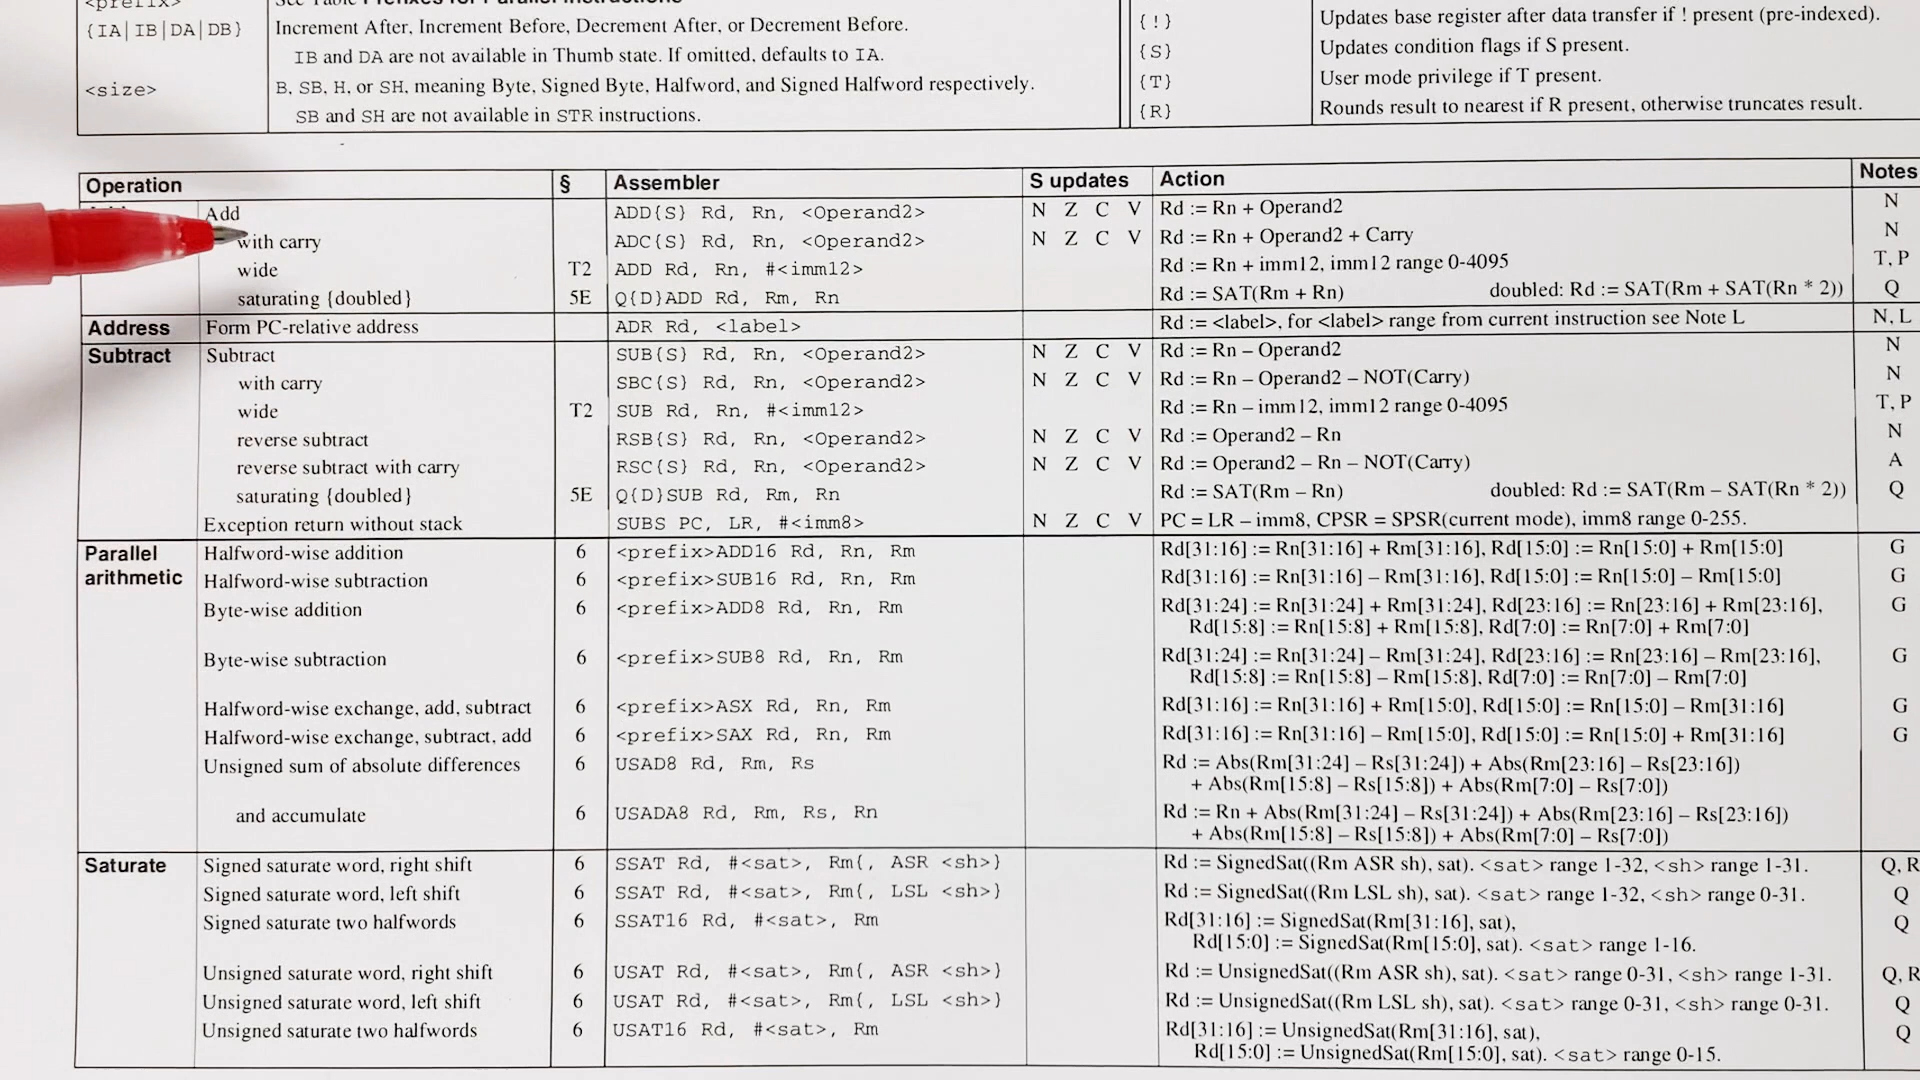 <prefix> See Table Prefixes for Parallel Instructions
{IA|IB|DA|DB} Increment After, Increment Before, Decrement After, or Decrement Before.
IB and DA are not available in Thumb state. If omitted, defaults to IA.
<size> B, SB, H, or SH, meaning Byte, Signed Byte, Halfword, and Signed Halfword respectively.
SB and SH are not available in STR instructions.
{!} Updates base register after data transfer if ! present (pre-indexed).
{S} Updates condition flags if S present.
{T} User mode privilege if T present.
{R} Rounds result to nearest if R present, otherwise truncates result.
Operation § Assembler S updates Action Notes
Add ADD{S} Rd, Rn, <Operand2> N Z C V Rd := Rn + Operand2 N
with carry ADC{S} Rd, Rn, <Operand2> N Z C V Rd := Rn + Operand2 + Carry N
wide T2 ADD Rd, Rn, #<imm12> Rd := Rn + imm12, imm12 range 0-4095 T, P
saturating {doubled} 5E Q{D}ADD Rd, Rm, Rn Rd := SAT(Rm + Rn) doubled: Rd := SAT(Rm + SAT(Rn * 2)) Q
Address Form PC-relative address ADR Rd, <label> Rd := <label>, for <label> range from current instruction see Note L N, L
Subtract Subtract SUB{S} Rd, Rn, <Operand2> N Z C V Rd := Rn – Operand2 N
with carry SBC{S} Rd, Rn, <Operand2> N Z C V Rd := Rn – Operand2 – NOT(Carry) N
wide T2 SUB Rd, Rn, #<imm12> Rd := Rn – imm12, imm12 range 0-4095 T, P
reverse subtract RSB{S} Rd, Rn, <Operand2> N Z C V Rd := Operand2 – Rn N
reverse subtract with carry RSC{S} Rd, Rn, <Operand2> N Z C V Rd := Operand2 – Rn – NOT(Carry) A
saturating {doubled} 5E Q{D}SUB Rd, Rm, Rn Rd := SAT(Rm – Rn) doubled: Rd := SAT(Rm – SAT(Rn * 2)) Q
Exception return without stack SUBS PC, LR, #<imm8> N Z C V PC = LR – imm8, CPSR = SPSR(current mode), imm8 range 0-255.
Parallel Halfword-wise addition 6 <prefix>ADD16 Rd, Rn, Rm Rd[31:16] := Rn[31:16] + Rm[31:16], Rd[15:0] := Rn[15:0] + Rm[15:0] G
arithmetic Halfword-wise subtraction 6 <prefix>SUB16 Rd, Rn, Rm Rd[31:16] := Rn[31:16] – Rm[31:16], Rd[15:0] := Rn[15:0] – Rm[15:0] G
Byte-wise addition 6 <prefix>ADD8 Rd, Rn, Rm Rd[31:24] := Rn[31:24] + Rm[31:24], Rd[23:16] := Rn[23:16] + Rm[23:16], G
Rd[15:8] := Rn[15:8] + Rm[15:8], Rd[7:0] := Rn[7:0] + Rm[7:0]
Byte-wise subtraction 6 <prefix>SUB8 Rd, Rn, Rm Rd[31:24] := Rn[31:24] – Rm[31:24], Rd[23:16] := Rn[23:16] – Rm[23:16], G
Rd[15:8] := Rn[15:8] – Rm[15:8], Rd[7:0] := Rn[7:0] – Rm[7:0]
Halfword-wise exchange, add, subtract 6 <prefix>ASX Rd, Rn, Rm Rd[31:16] := Rn[31:16] + Rm[15:0], Rd[15:0] := Rn[15:0] – Rm[31:16] G
Halfword-wise exchange, subtract, add 6 <prefix>SAX Rd, Rn, Rm Rd[31:16] := Rn[31:16] – Rm[15:0], Rd[15:0] := Rn[15:0] + Rm[31:16] G
Unsigned sum of absolute differences 6 USAD8 Rd, Rm, Rs Rd := Abs(Rm[31:24] – Rs[31:24]) + Abs(Rm[23:16] – Rs[23:16])
+ Abs(Rm[15:8] – Rs[15:8]) + Abs(Rm[7:0] – Rs[7:0])
and accumulate 6 USADA8 Rd, Rm, Rs, Rn Rd := Rn + Abs(Rm[31:24] – Rs[31:24]) + Abs(Rm[23:16] – Rs[23:16])
+ Abs(Rm[15:8] – Rs[15:8]) + Abs(Rm[7:0] – Rs[7:0])
Saturate Signed saturate word, right shift 6 SSAT Rd, #<sat>, Rm{, ASR <sh>} Rd := SignedSat((Rm ASR sh), sat). <sat> range 1-32, <sh> range 1-31. Q, R
Signed saturate word, left shift 6 SSAT Rd, #<sat>, Rm{, LSL <sh>} Rd := SignedSat((Rm LSL sh), sat). <sat> range 1-32, <sh> range 0-31. Q
Signed saturate two halfwords 6 SSAT16 Rd, #<sat>, Rm Rd[31:16] := SignedSat(Rm[31:16], sat), Q
Rd[15:0] := SignedSat(Rm[15:0], sat). <sat> range 1-16.
Unsigned saturate word, right shift 6 USAT Rd, #<sat>, Rm{, ASR <sh>} Rd := UnsignedSat((Rm ASR sh), sat). <sat> range 0-31, <sh> range 1-31. Q, R
Unsigned saturate word, left shift 6 USAT Rd, #<sat>, Rm{, LSL <sh>} Rd := UnsignedSat((Rm LSL sh), sat). <sat> range 0-31, <sh> range 0-31. Q
Unsigned saturate two halfwords 6 USAT16 Rd, #<sat>, Rm Rd[31:16] := UnsignedSat(Rm[31:16], sat), Q
Rd[15:0] := UnsignedSat(Rm[15:0], sat). <sat> range 0-15.